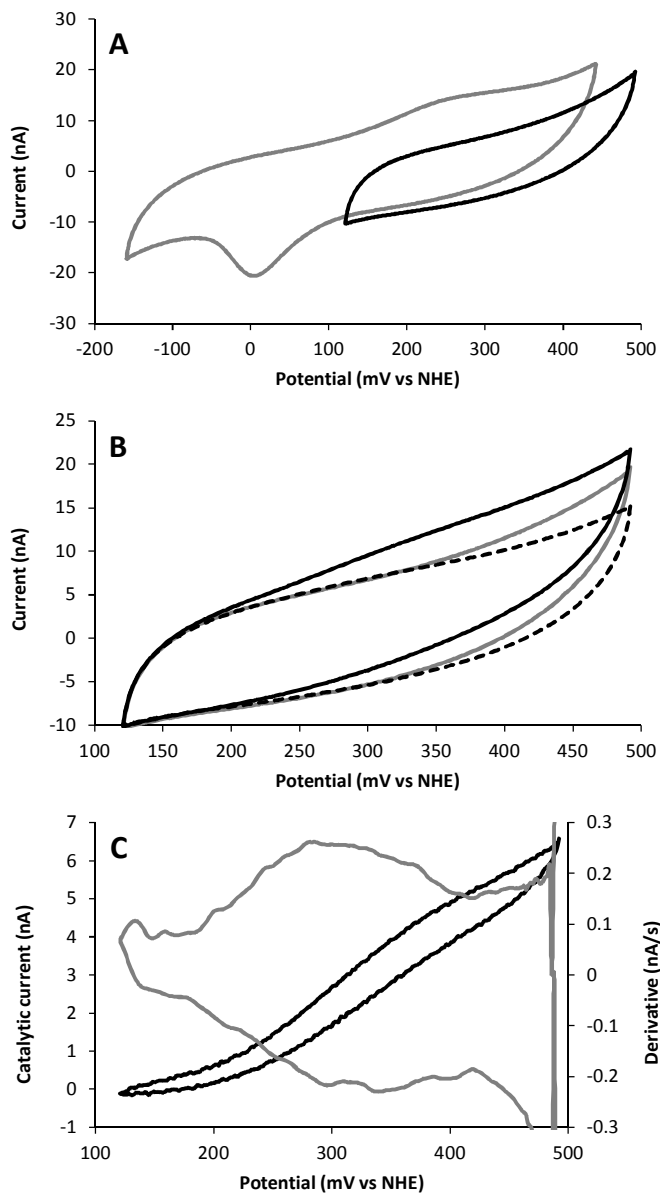 A
30
20
10
0
-10
-20
-30
Current (nA)
-200 -100 0 100 200 300 400 500
Potential (mV vs NHE)
B
25
20
15
10
5
0
-5
-10
Current (nA)
100 150 200 250 300 350 400 450 500
Potential (mV vs NHE)
C
7
6
5
4
3
2
1
0
-1
Catalytic current (nA)
0.3
0.2
0.1
0
-0.1
-0.2
-0.3
Derivative (nA/s)
100 200 300 400 500
Potential (mV vs NHE)